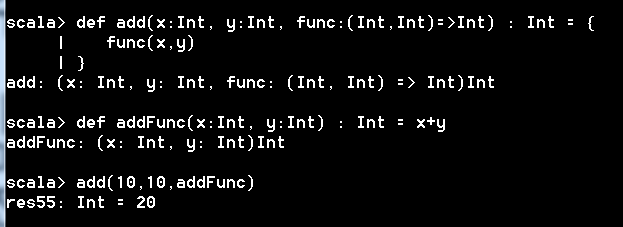 scala> def add(x:Int, y:Int, func:(Int,Int)=>Int) : Int = {
     |    func(x,y)
     | }
add: (x: Int, y: Int, func: (Int, Int) => Int)Int
scala> def addFunc(x:Int, y:Int) : Int = x+y
addFunc: (x: Int, y: Int)Int
scala> add(10,10,addFunc)
res55: Int = 20